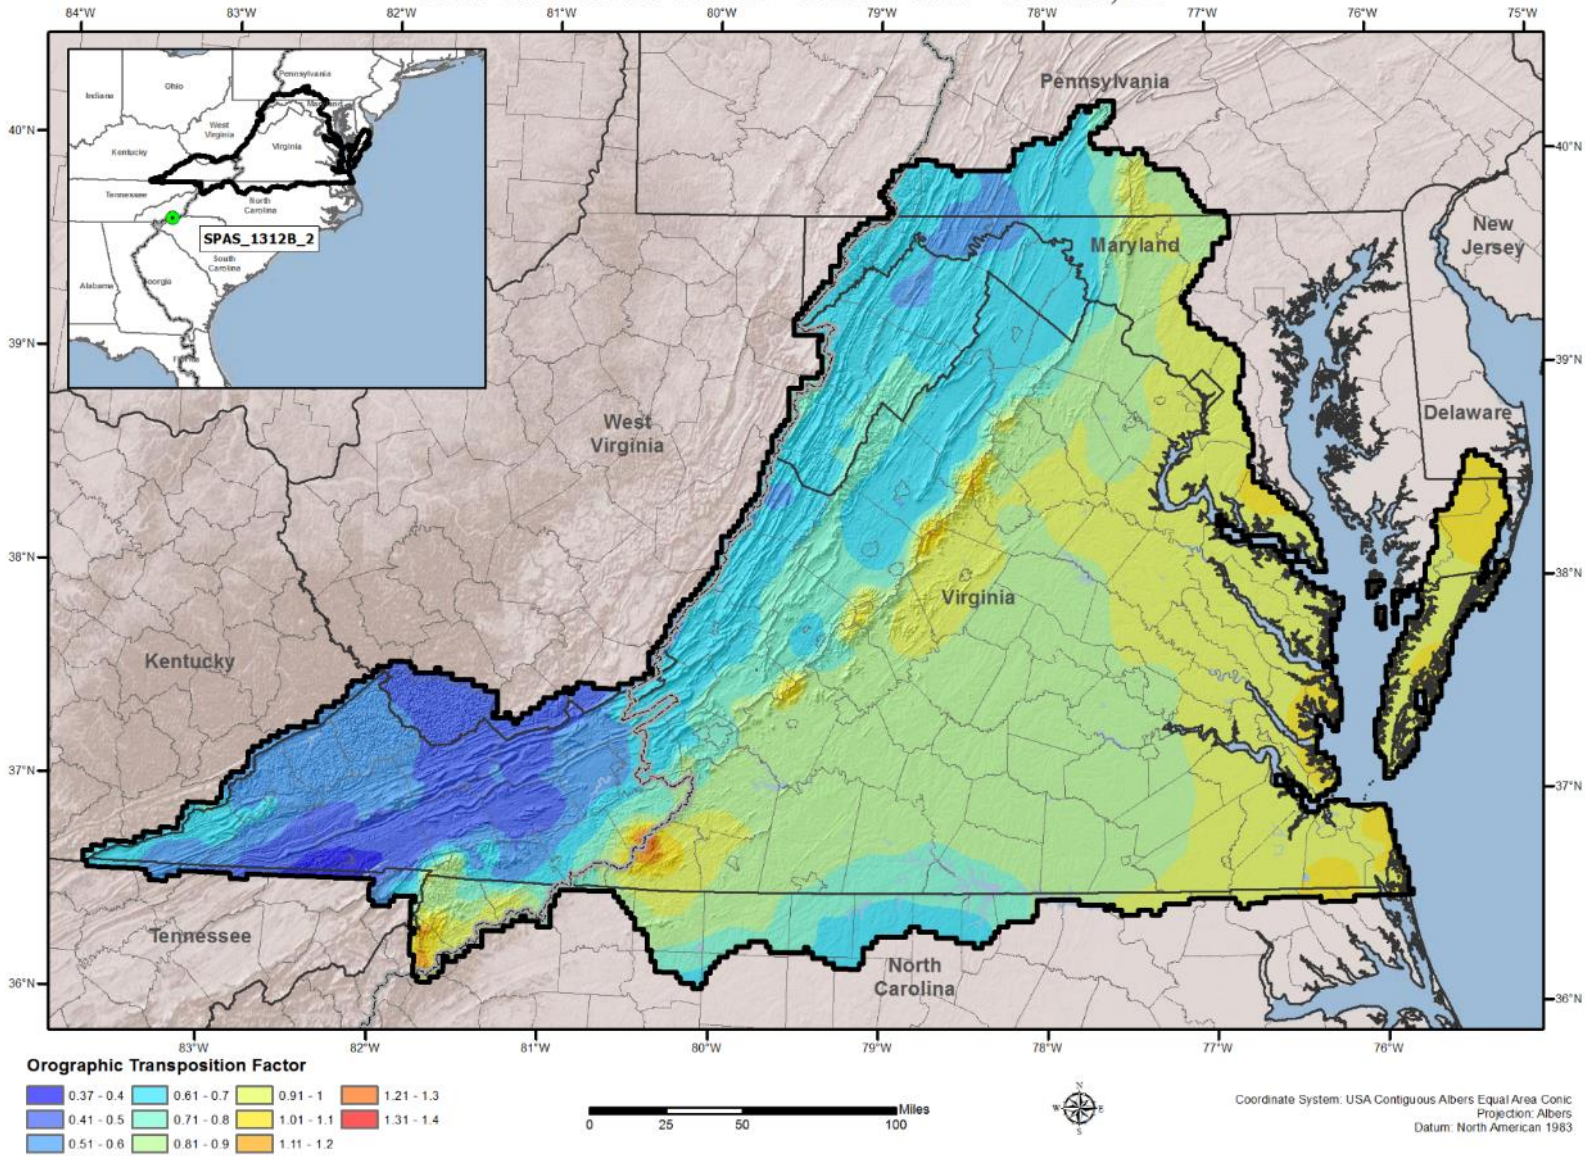 84°W 83°W 82°W 81°W 80°W 79°W 78°W 77°W 76°W 75°W
Pennsylvania
Ohio
Indiana
West
Virginia
Virginia
Kentucky
Tennessee
North
Carolina
SPAS_1312B_2
South
Carolina
Alabama
Pennsylvania
New
Jersey
Maryland
Delaware
West
Virginia
Virginia
Kentucky
Tennessee
North
Carolina
40°N 40°N
39°N 39°N
38°N 38°N
37°N 37°N
36°N 36°N
83°W 82°W 81°W 80°W 79°W 78°W 77°W 76°W
Orographic Transposition Factor
0.37 - 0.4 0.61 - 0.7 0.91 - 1 1.21 - 1.3
0.41 - 0.5 0.71 - 0.8 1.01 - 1.1 1.31 - 1.4
0.51 - 0.6 0.81 - 0.9 1.11 - 1.2
Miles
0 25 50 100
N
W E
S
Coordinate System: USA Contiguous Albers Equal Area Conic
Projection: Albers
Datum: North American 1983